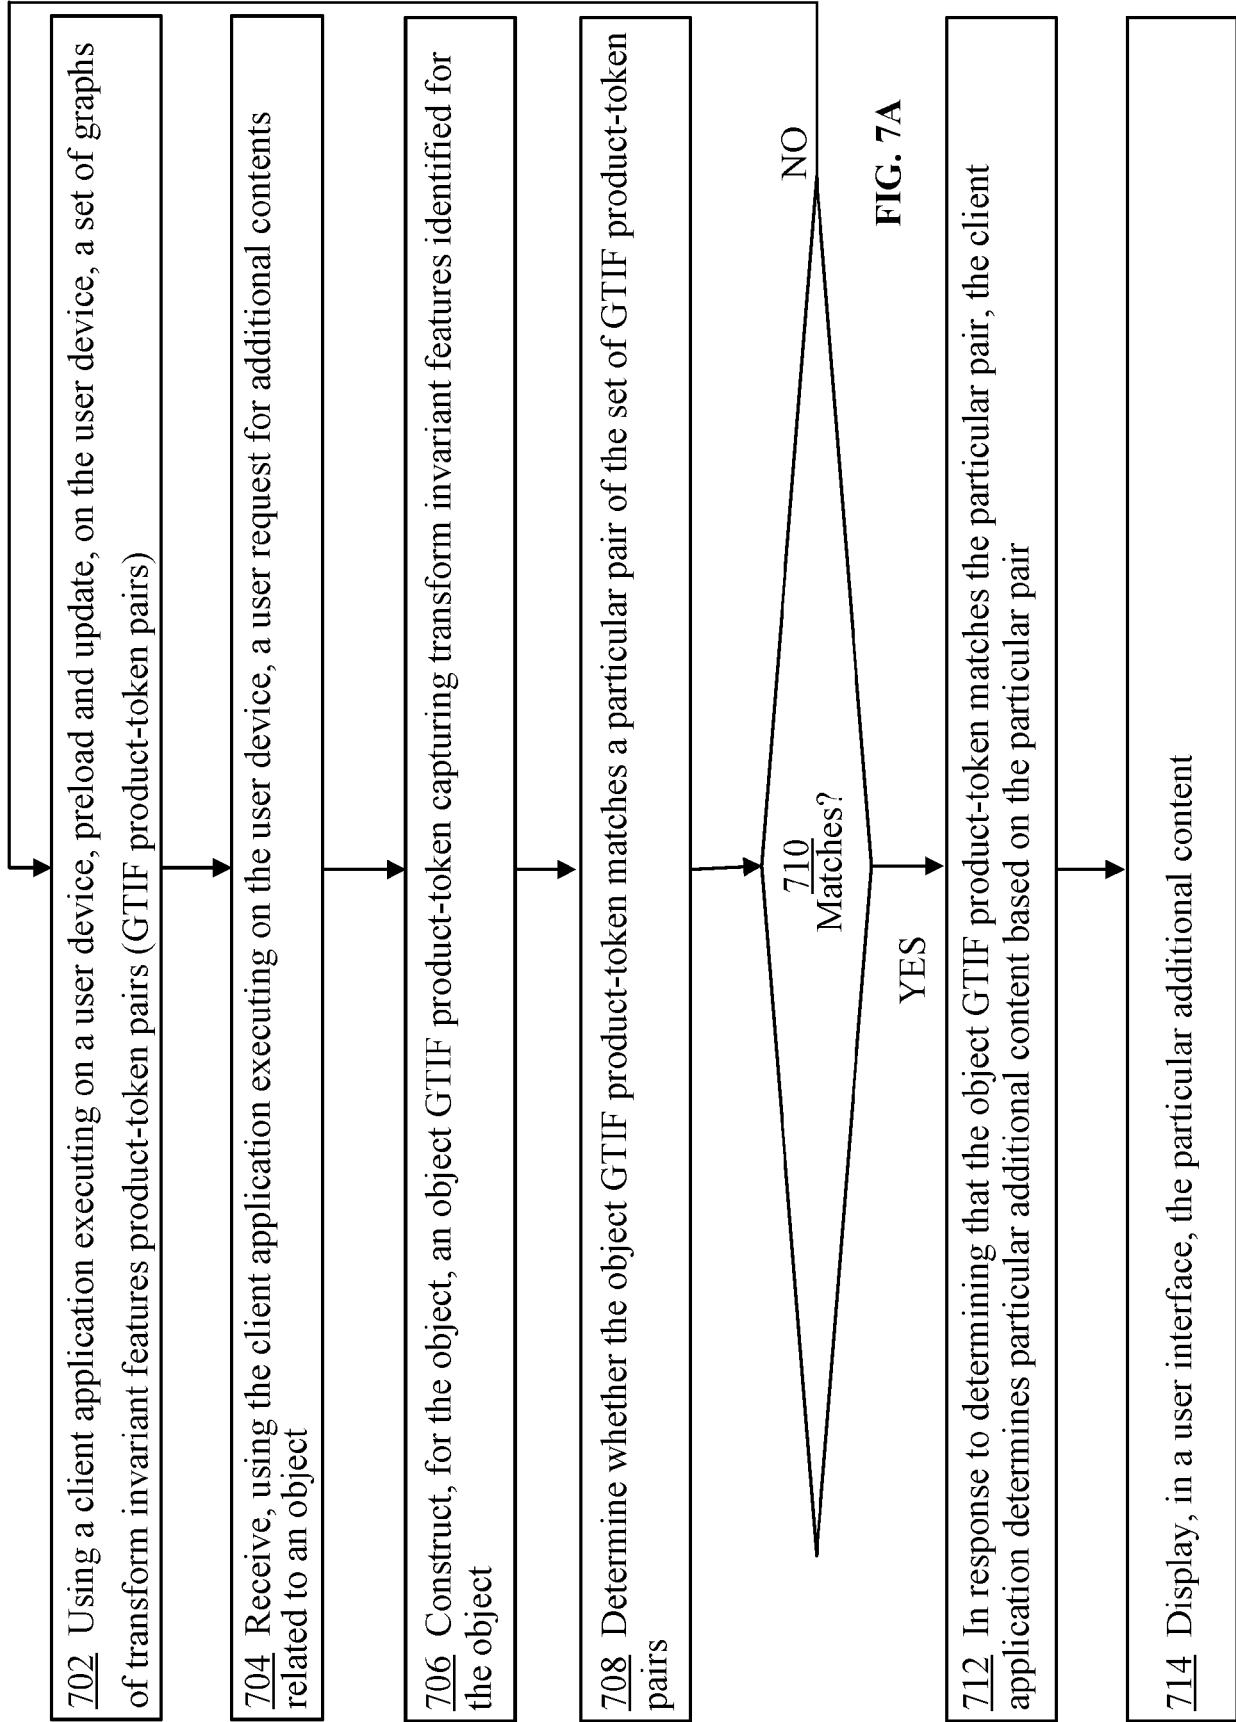 702 Using a client application executing on a user device, preload and update, on the user device, a set of graphs
of transform invariant features product-token pairs (GTIF product-token pairs)
704 Receive, using the client application executing on the user device, a user request for additional contents
related to an object
706 Construct, for the object, an object GTIF product-token capturing transform invariant features identified for
the object
708 Determine whether the object GTIF product-token matches a particular pair of the set of GTIF product-token
pairs
710
Matches?
NO
YES
712 In response to determining that the object GTIF product-token matches the particular pair, the client
application determines particular additional content based on the particular pair
714 Display, in a user interface, the particular additional content
FIG. 7A